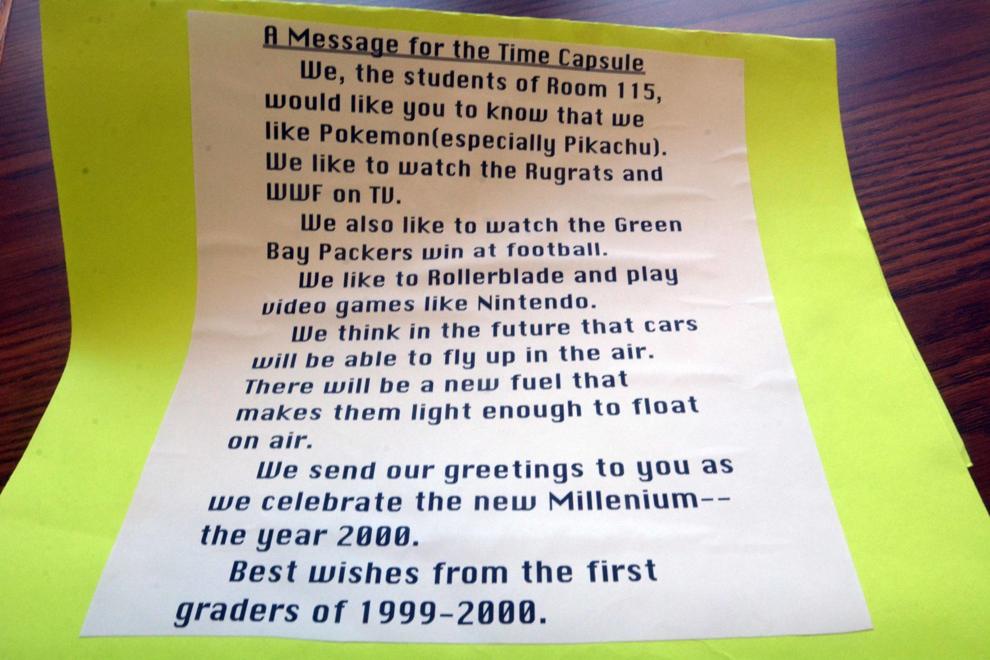 A Message for the Time Capsule
We, the students of Room 115,
would like you to know that we
like Pokemon(especially Pikachu).
We like to watch the Rugrats and
WWF on TV.
We also like to watch the Green
Bay Packers win at football.
We like to Rollerblade and play
video games like Nintendo.
We think in the future that cars
will be able to fly up in the air.
There will be a new fuel that
makes them light enough to float
on air.
We send our greetings to you as
we celebrate the new Millenium--
the year 2000.
Best wishes from the first
graders of 1999-2000.